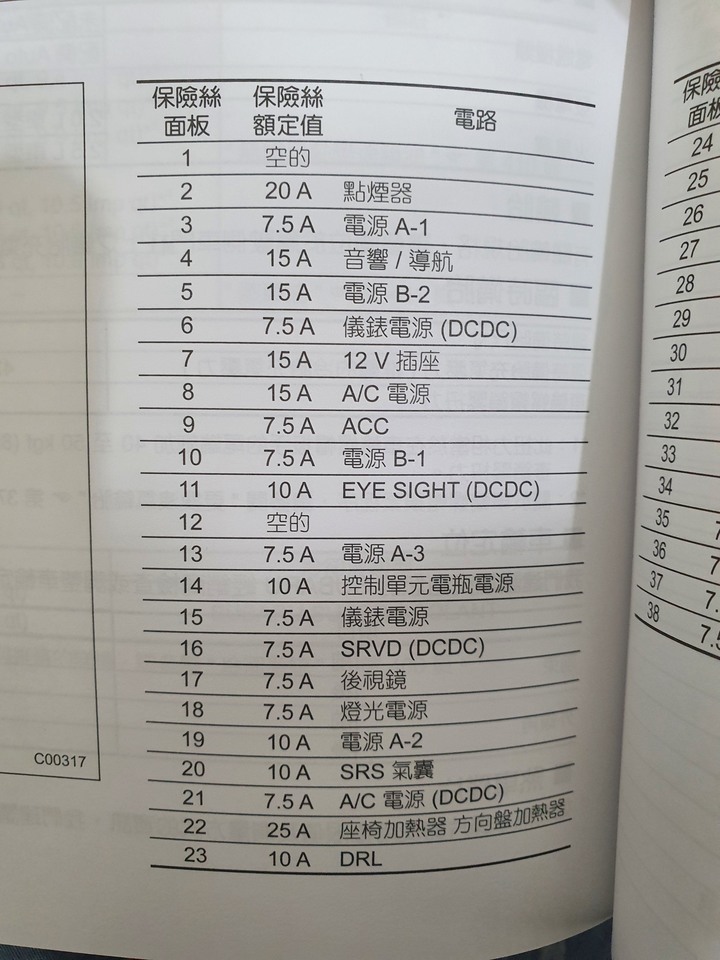 保險絲面板 保險絲額定值 電路
1 空的
2 20 A 點煙器
3 7.5 A 電源 A-1
4 15 A 音響 / 導航
5 15 A 電源 B-2
6 7.5 A 儀錶電源 (DCDC)
7 15 A 12 V 插座
8 15 A A/C 電源
9 7.5 A ACC
10 7.5 A 電源 B-1
11 10 A EYE SIGHT (DCDC)
12 空的
13 7.5 A 電源 A-3
14 10 A 控制單元電瓶電源
15 7.5 A 儀錶電源
16 7.5 A SRVD (DCDC)
17 7.5 A 後視鏡
18 7.5 A 燈光電源
19 10 A 電源 A-2
20 10 A SRS 氣囊
21 7.5 A A/C 電源 (DCDC)
22 25 A 座椅加熱器 方向盤加熱器
23 10 A DRL
C00317
保險
面板
24
25
26
27
28
29
30
31
32
33
34
35
36
37 7.
38 7.5